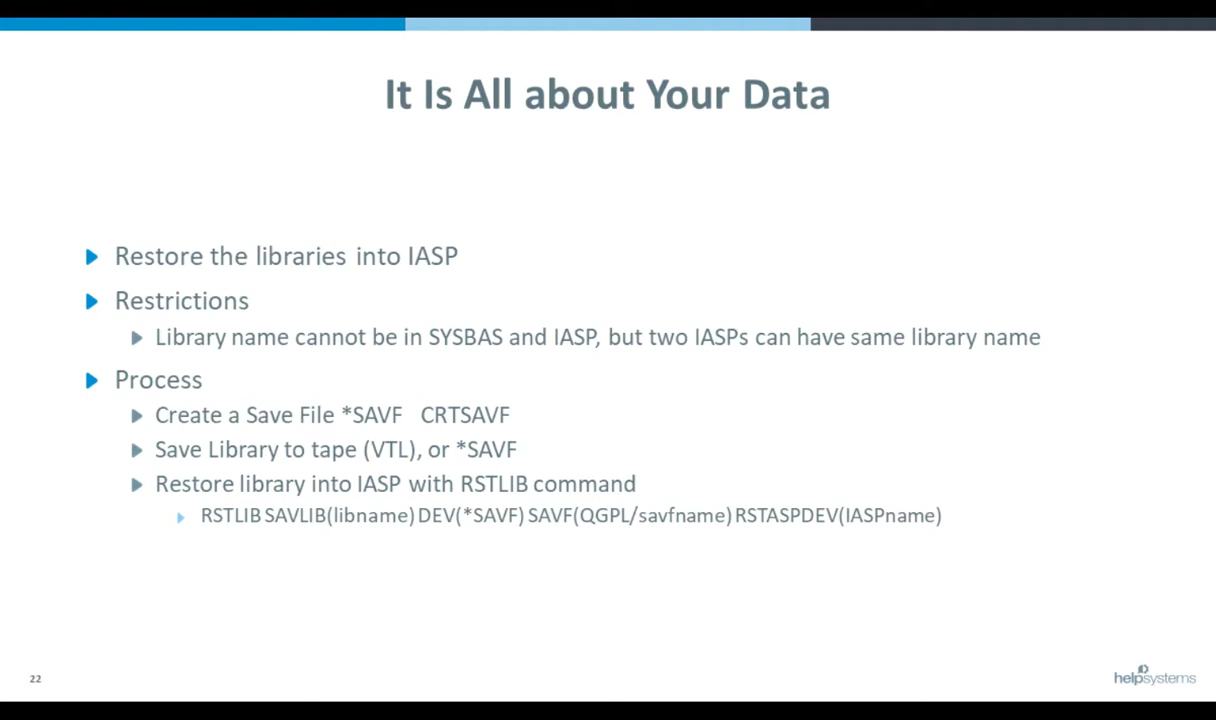 It Is All about Your Data
Restore the libraries into IASP
Restrictions
Library name cannot be in SYSBAS and IASP, but two IASPs can have same library name
Process
Create a Save File *SAVF CRTSAVF
Save Library to tape (VTL), or *SAVF
Restore library into IASP with RSTLIB command
RSTLIB SAVLIB(libname) DEV(*SAVF) SAVF(QGPL/savfname) RSTASPDEV(IASPname)
22
helpsystems